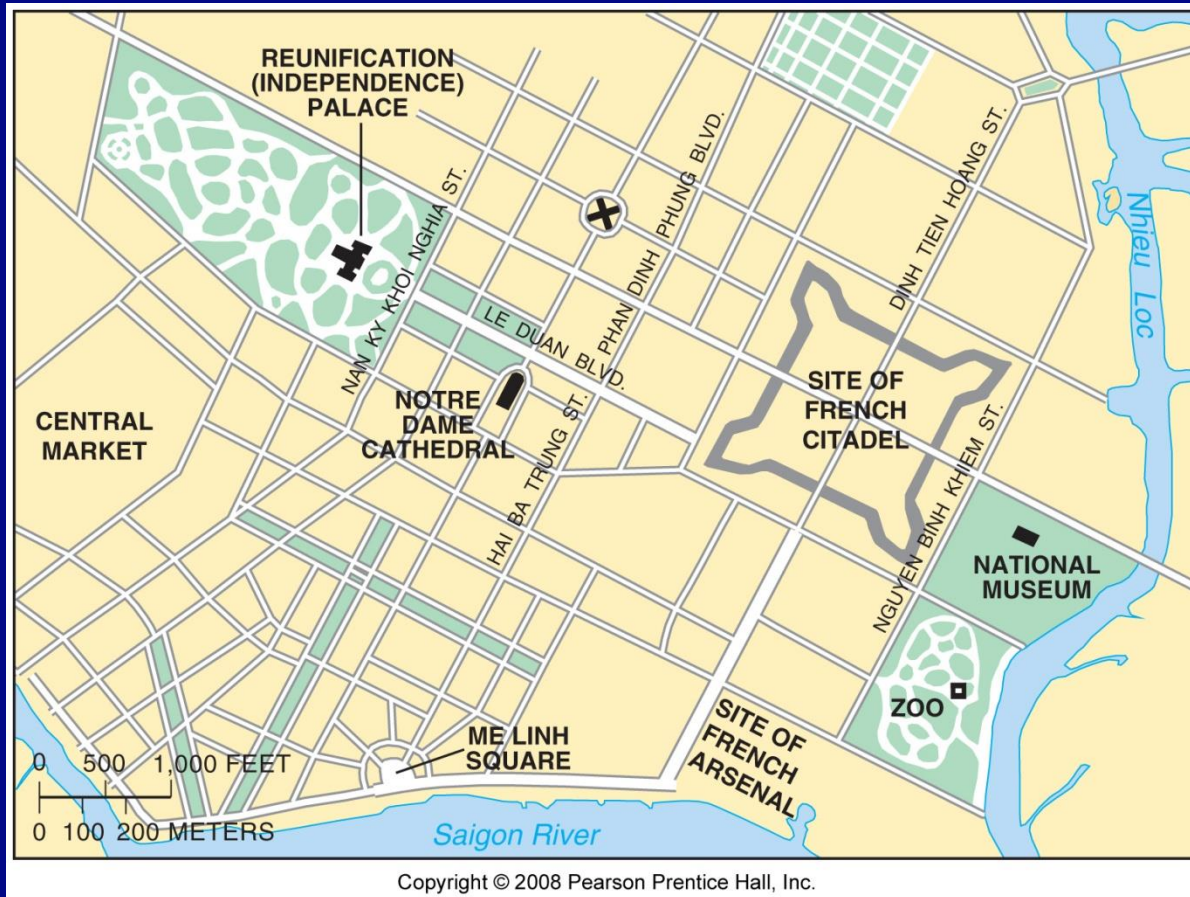 REUNIFICATION
(INDEPENDENCE)
PALACE
NAN KY KHOI NGHIA ST.
PHAN DINH PHUNG BLVD.
DINH TIEN HOANG ST.
Nhieu Loc
LE DUAN BLVD.
SITE OF
FRENCH
CITADEL
NOTRE
DAME
CATHEDRAL
CENTRAL
MARKET
HAI BA TRUNG ST.
NGUYEN BINH KHIEM ST.
NATIONAL
MUSEUM
ZOO
SITE OF
FRENCH
ARSENAL
ME LINH
SQUARE
0 500 1,000 FEET
0 100 200 METERS
Saigon River
Copyright © 2008 Pearson Prentice Hall, Inc.